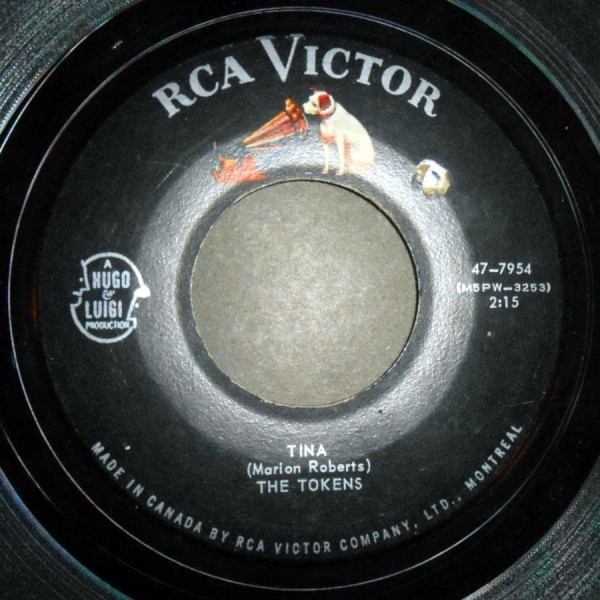 RCA VICTOR
A
HUGO
&
LUIGI
PRODUCTION
47-7954
(M5PW-3253)
2:15
TINA
(Marion Roberts)
THE TOKENS
MADE IN CANADA BY RCA VICTOR COMPANY, LTD., MONTREAL